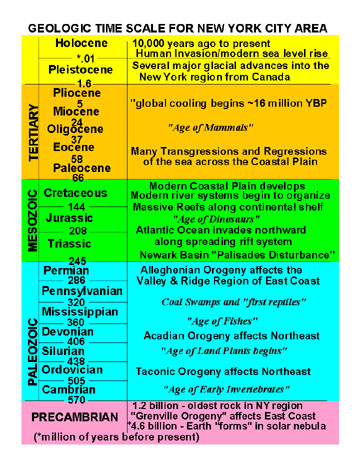 GEOLOGIC TIME SCALE FOR NEW YORK CITY AREA
Holocene
10,000 years ago to present
Human Invasion/modern sea level rise
*.01
Pleistocene
Several major glacial advances into the
New York region from Canada
1.6
TERTIARY
Pliocene
5
"global cooling begins ~16 million YBP
Miocene
24
Oligocene
"Age of Mammals"
37
Eocene
58
Many Transgressions and Regressions
of the sea across the Coastal Plain
Paleocene
66
MESOZOIC
Cretaceous
Modern Coastal Plain develops
Modern river systems begin to organize
144
Massive Reefs along continental shelf
Jurassic
"Age of Dinosaurs"
208
Atlantic Ocean invades northward
along spreading rift system
Triassic
Newark Basin "Palisades Disturbance"
245
PALEOZOIC
Permian
Alleghenian Orogeny affects the
Valley & Ridge Region of East Coast
286
Pennsylvanian
320
Coal Swamps and "first reptiles"
Mississippian
360
"Age of Fishes"
Devonian
Acadian Orogeny affects Northeast
406
Silurian
"Age of Land Plants begins"
438
Ordovician
Taconic Orogeny affects Northeast
505
Cambrian
"Age of Early Invertebrates"
570
PRECAMBRIAN
1.2 billion - oldest rock in NY region
"Grenville Orogeny" affects East Coast
*4.6 billion - Earth "forms" in solar nebula
(*million of years before present)